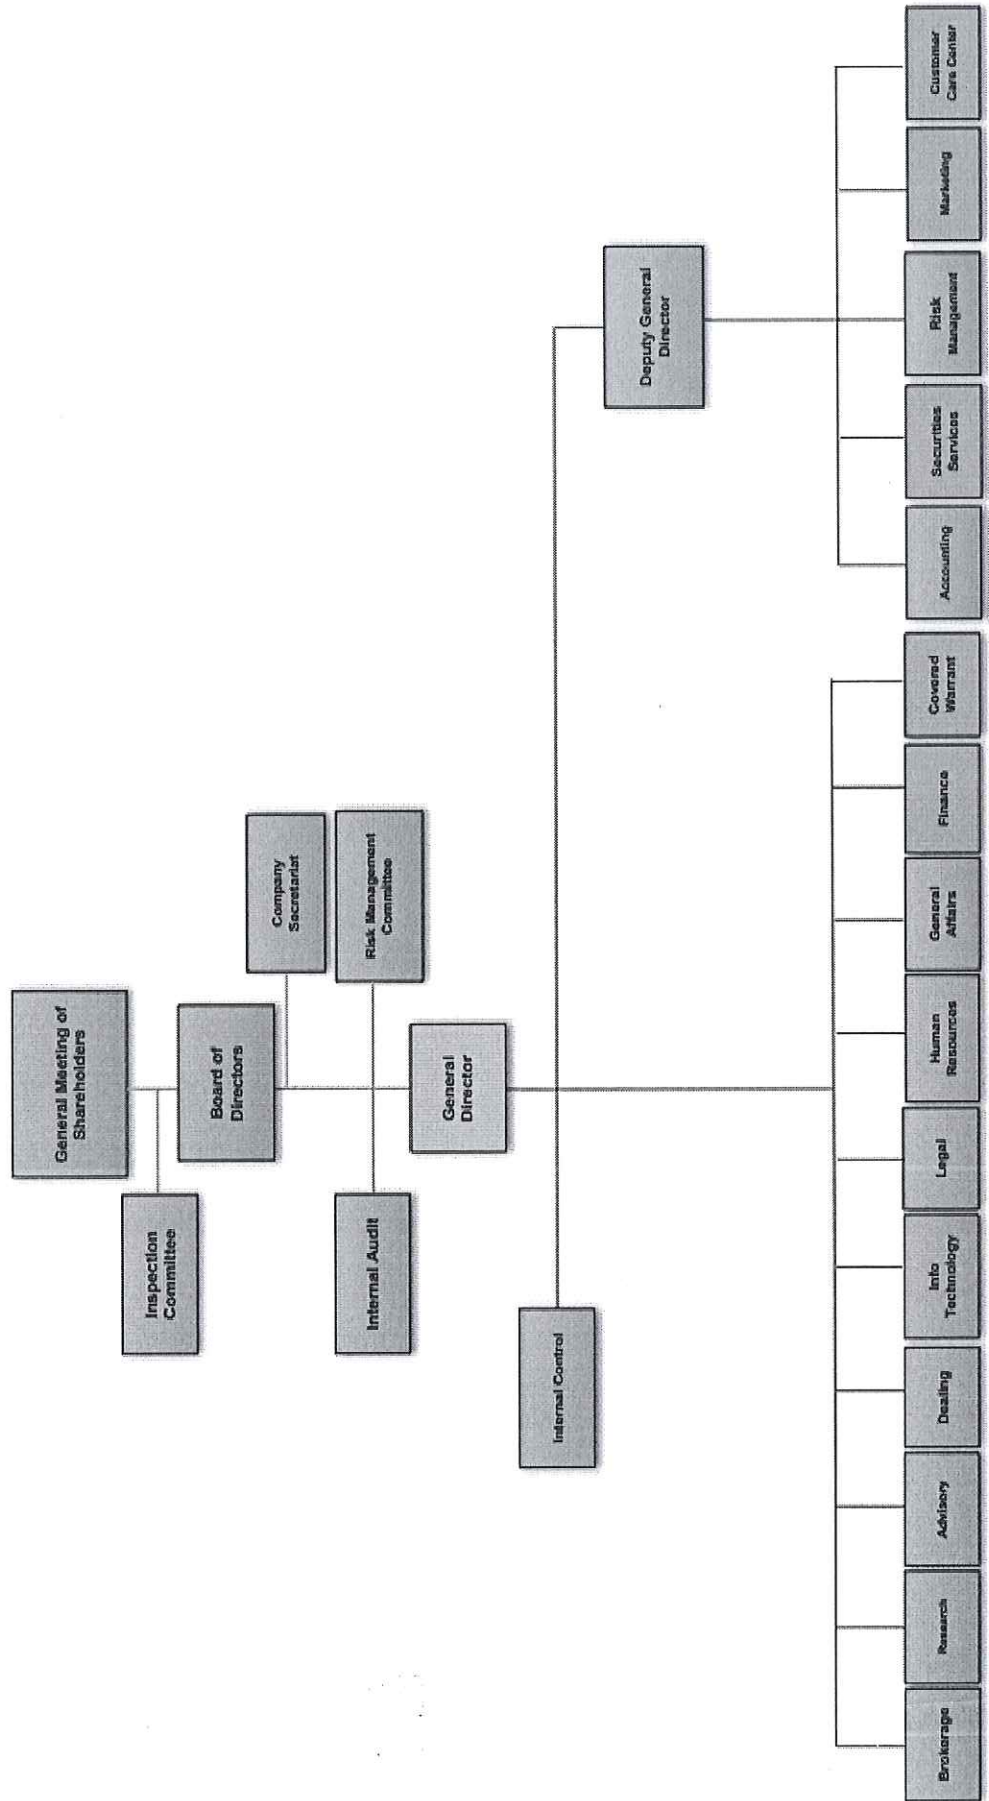 General Meeting of
Shareholders
Inspection
Committee
Board of
Directors
Company
Secretariat
Internal Audit
Risk Management
Committee
General
Director
Internal Control
Deputy General
Director
Brokerage
Research
Advisory
Dealing
Info
Technology
Legal
Human
Resources
General
Affairs
Finance
Covered
Warrant
Accounting
Securities
Services
Risk
Management
Marketing
Customer
Care Center